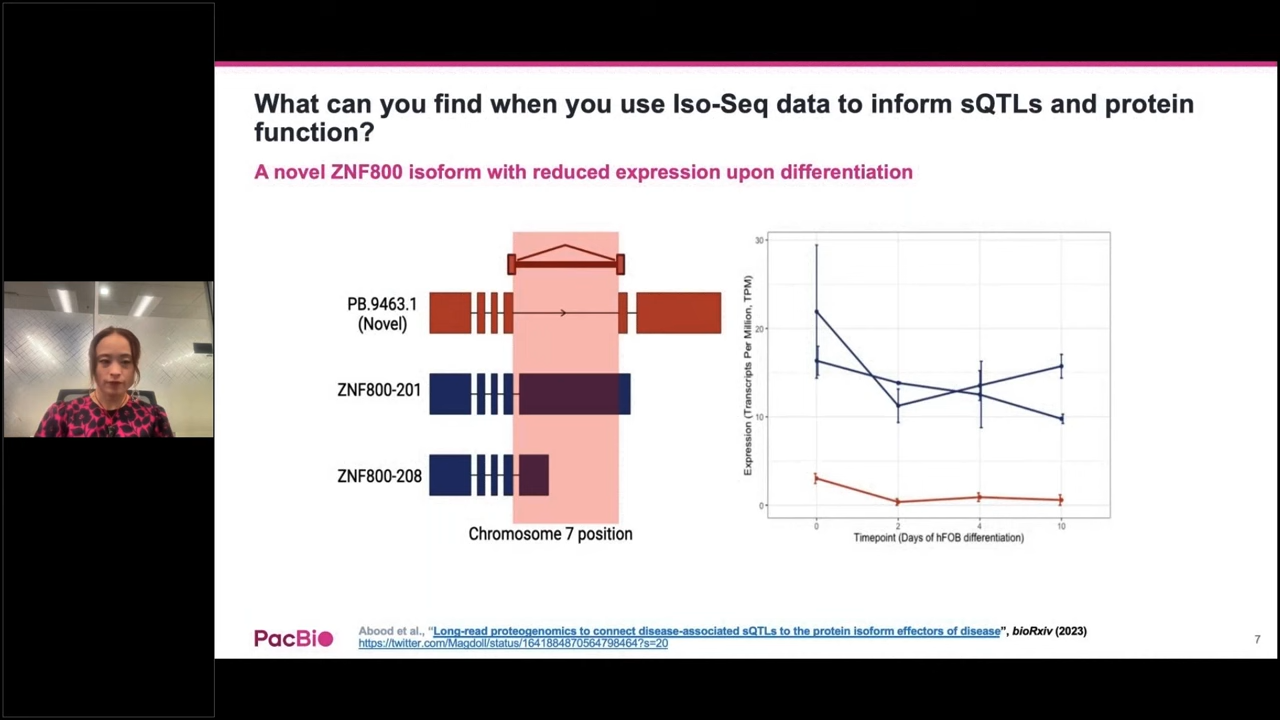 What can you find when you use Iso-Seq data to inform sQTLs and protein
function?
A novel ZNF800 isoform with reduced expression upon differentiation
PB.9463.1
(Novel)
ZNF800-201
ZNF800-208
Chromosome 7 position
Expression (Transcripts Per Million, TPM)
30
20
10
0
0 2 4 10
Timepoint (Days of hFOB differentiation)
PacBio
Abood et al., “Long-read proteogenomics to connect disease-associated sQTLs to the protein isoform effectors of disease”, bioRxiv (2023)
https://twitter.com/Magdoll/status/1641884870564798464?s=20
7